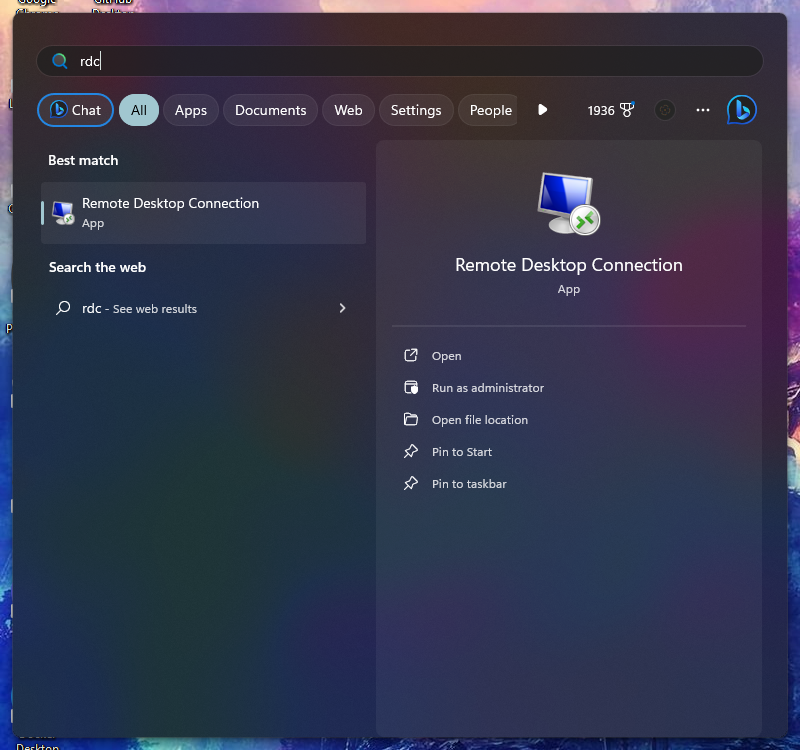 Google
GitHub
rdc
Chat
All
Apps
Documents
Web
Settings
People
1936
Best match
Remote Desktop Connection
App
Search the web
rdc - See web results
Remote Desktop Connection
App
Open
Run as administrator
Open file location
Pin to Start
Pin to taskbar
Desktop